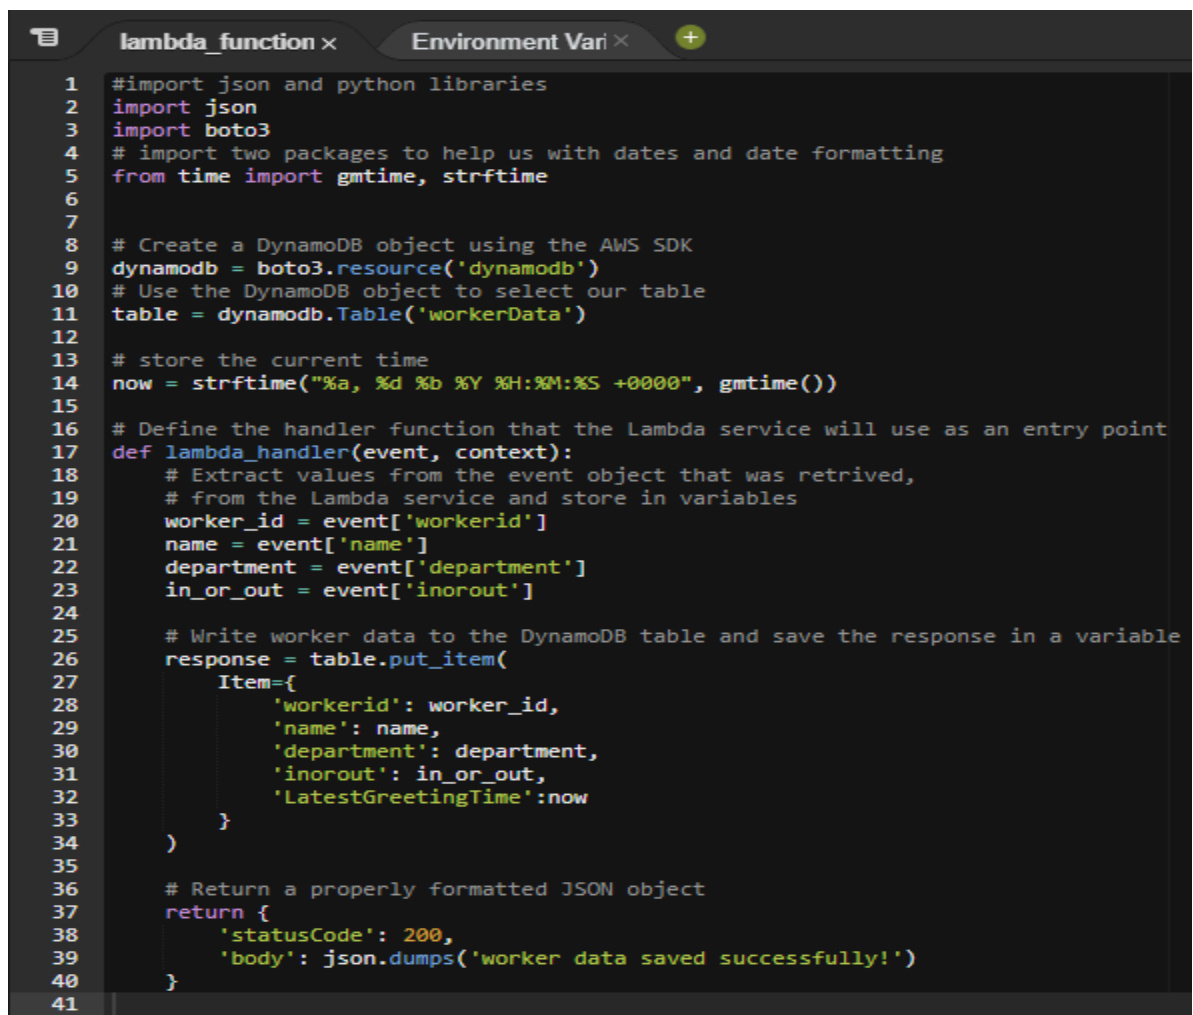 lambda_function × Environment Vari ×
1 #import json and python libraries
2 import json
3 import boto3
4 # import two packages to help us with dates and date formatting
5 from time import gmtime, strftime
6
7
8 # Create a DynamoDB object using the AWS SDK
9 dynamodb = boto3.resource('dynamodb')
10 # Use the DynamoDB object to select our table
11 table = dynamodb.Table('workerData')
12
13 # store the current time
14 now = strftime("%a, %d %b %Y %H:%M:%S +0000", gmtime())
15
16 # Define the handler function that the Lambda service will use as an entry point
17 def lambda_handler(event, context):
18     # Extract values from the event object that was retrived,
19     # from the Lambda service and store in variables
20     worker_id = event['workerid']
21     name = event['name']
22     department = event['department']
23     in_or_out = event['inorout']
24
25     # Write worker data to the DynamoDB table and save the response in a variable
26     response = table.put_item(
27         Item={
28             'workerid': worker_id,
29             'name': name,
30             'department': department,
31             'inorout': in_or_out,
32             'LatestGreetingTime':now
33         }
34     )
35
36     # Return a properly formatted JSON object
37     return {
38         'statusCode': 200,
39         'body': json.dumps('worker data saved successfully!')
40     }
41